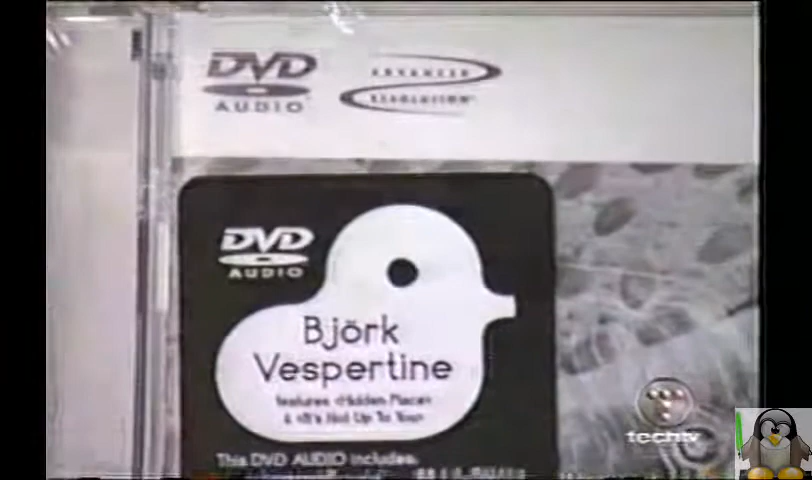 DVD
AUDIO
ADVANCED
RESOLUTION
DVD
AUDIO
Björk
Vespertine
features «Hidden Place»
& «It's Not Up To You»
This DVD AUDIO includes:
techtv